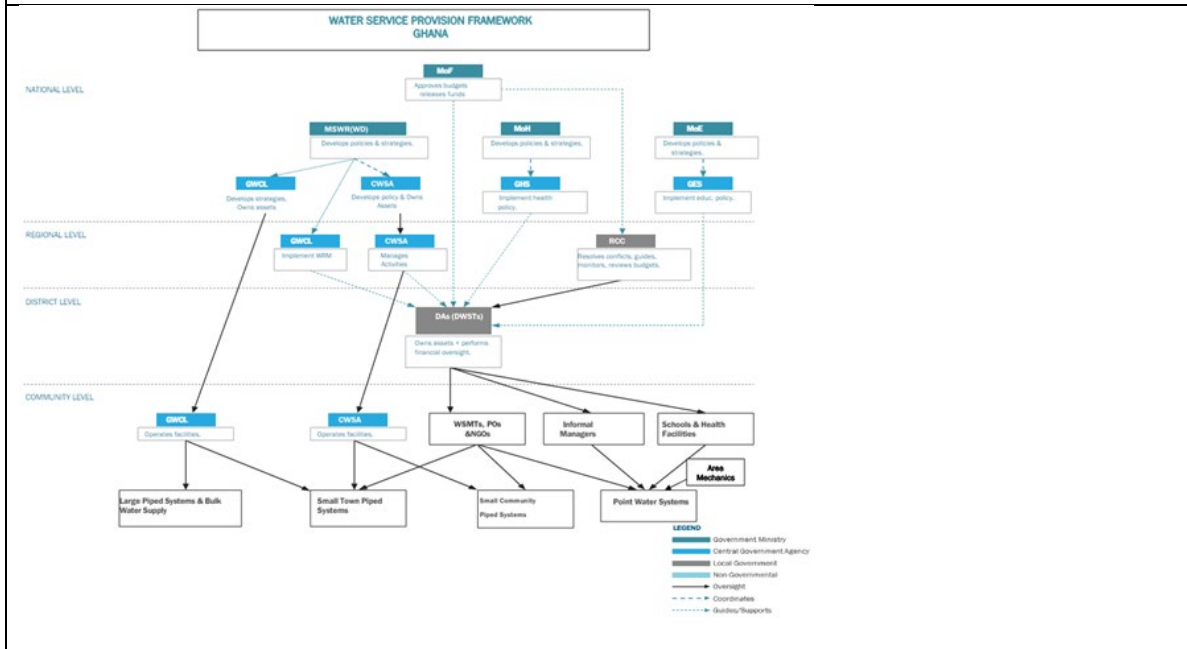 WATER SERVICE PROVISION FRAMEWORK
GHANA
NATIONAL LEVEL
MoF
Approves budgets
releases funds
MSWR(WD)
Develops policies & strategies.
MoH
Develops policies & strategies.
MoE
Develops policies &
strategies.
GWCL
Develops strategies,
Owns assets
CWSA
Develops policy & Owns
Assets
GHS
Implement health
policy.
GES
Implement educ. policy.
REGIONAL LEVEL
GWCL
Implement WRM
CWSA
Manages
Activities
RCC
Resolves conflicts, guides,
monitors, reviews budgets.
DISTRICT LEVEL
DAs (DWSTs)
Owns assets + performs
financial oversight.
COMMUNITY LEVEL
GWCL
Operates facilities.
CWSA
Operates facilities.
WSMTs, POs
&NGOs
Informal
Managers
Schools & Health
Facilities
Area
Mechanics
Large Piped Systems & Bulk
Water Supply
Small Town Piped
Systems
Small Community
Piped Systems
Point Water Systems
LEGEND
Government Ministry
Central Government Agency
Local Government
Non-Governmental
Oversight
Coordinates
Guides/Supports